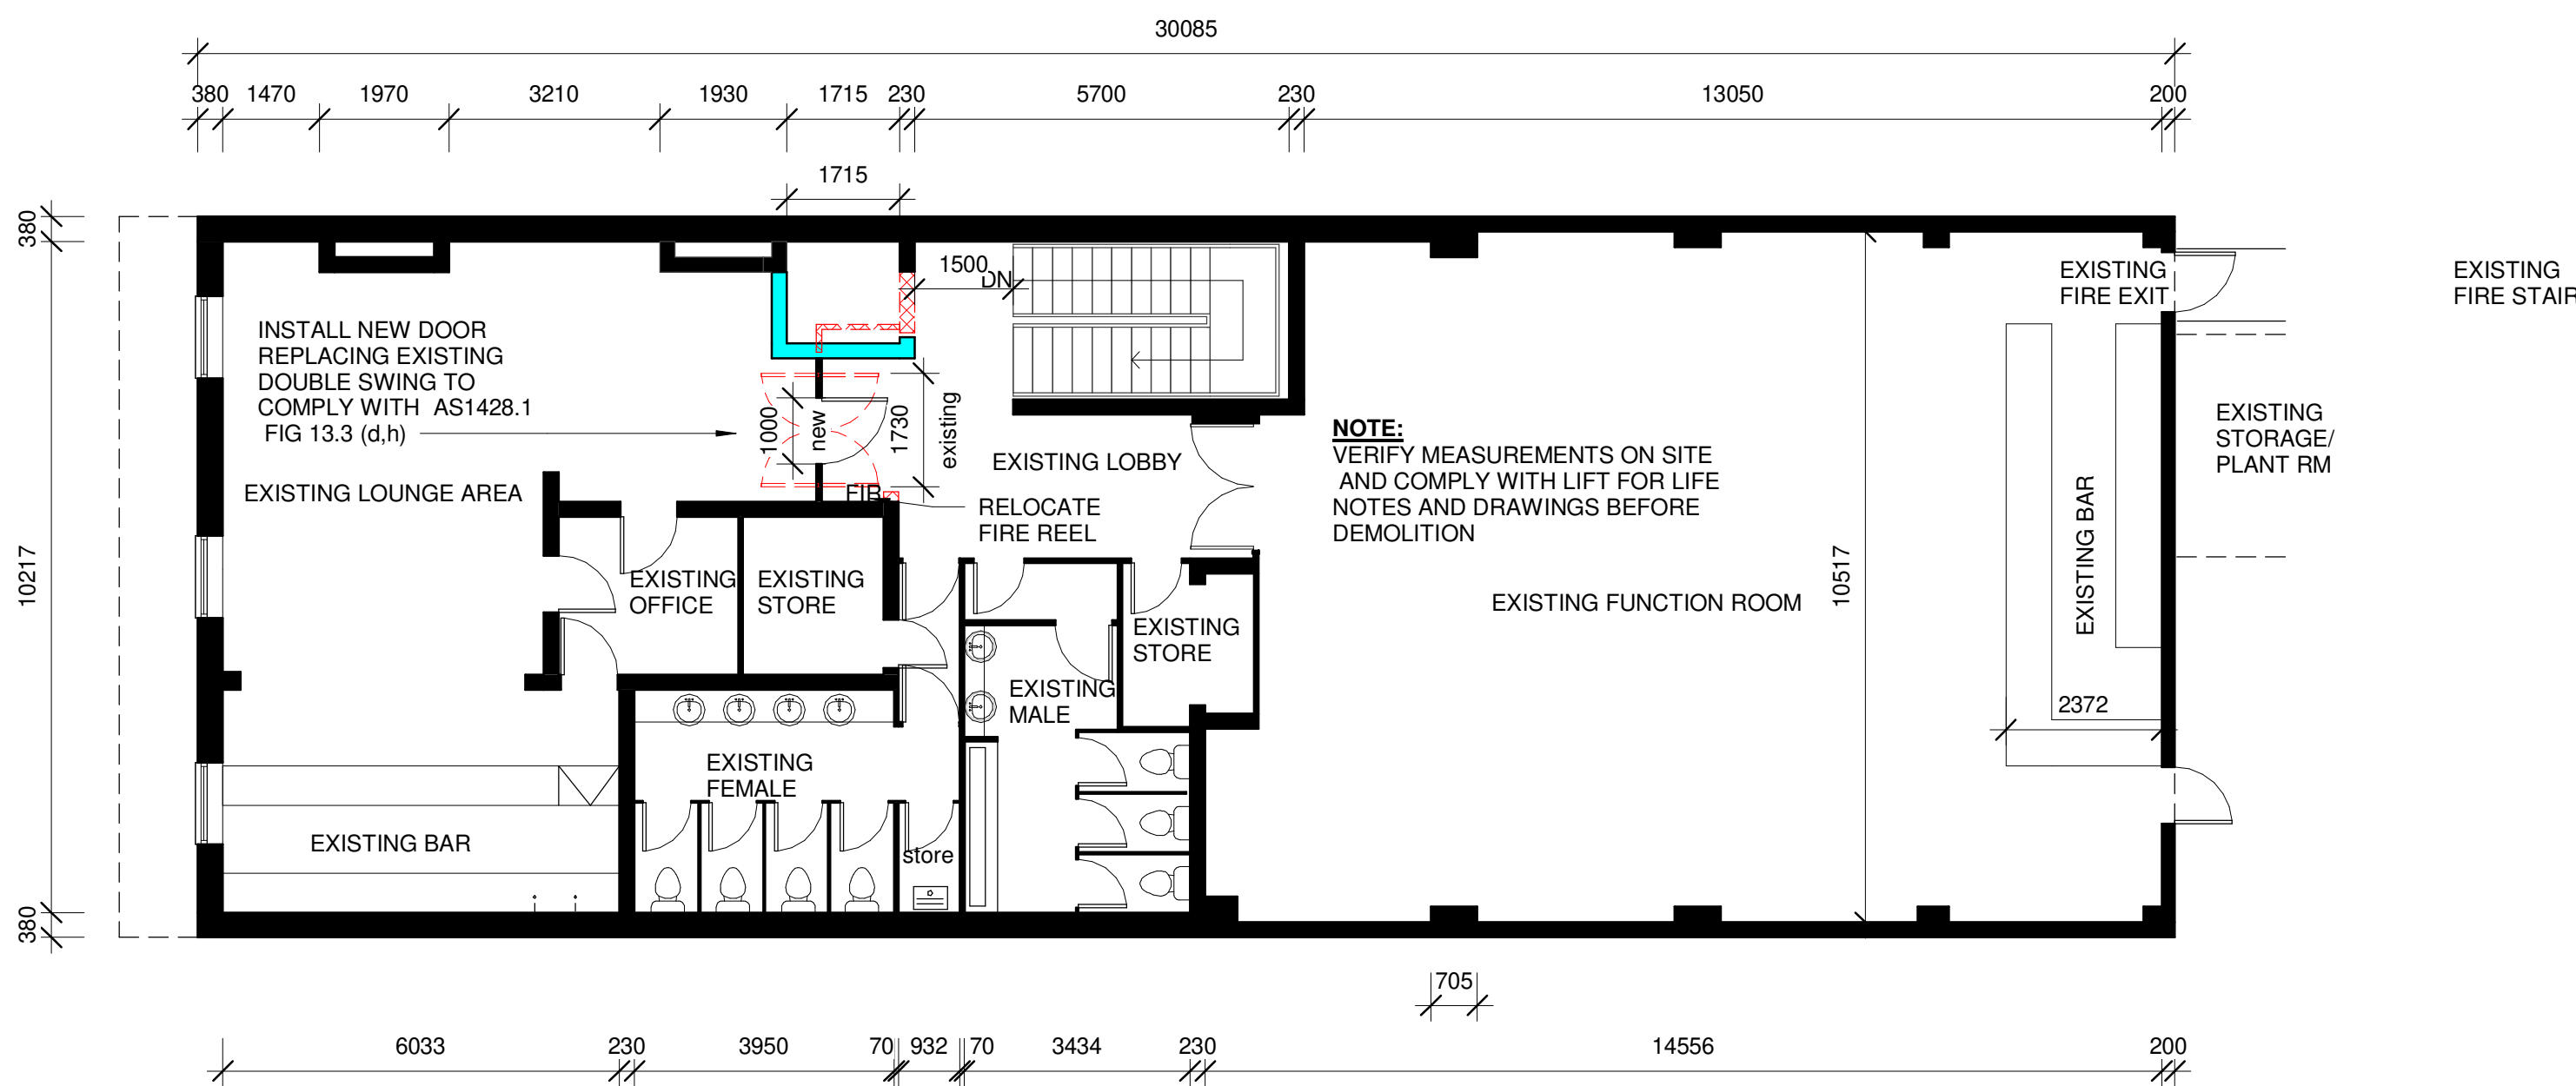 30085
380 1470 1970 3210 1930 1715 230 5700 230 13050 200
1715
380
1500
DN
EXISTING
FIRE EXIT
EXISTING
FIRE STAIR
INSTALL NEW DOOR
REPLACING EXISTING
DOUBLE SWING TO
COMPLY WITH AS1428.1
FIG 13.3 (d,h)
1000
new
1730
existing
NOTE:
VERIFY MEASUREMENTS ON SITE
AND COMPLY WITH LIFT FOR LIFE
NOTES AND DRAWINGS BEFORE
DEMOLITION
EXISTING
STORAGE/
PLANT RM
EXISTING LOBBY
EXISTING LOUNGE AREA
FIR
RELOCATE
FIRE REEL
10217
EXISTING
OFFICE
EXISTING
STORE
EXISTING
STORE
EXISTING FUNCTION ROOM
10517
EXISTING BAR
EXISTING
MALE
2372
EXISTING
FEMALE
EXISTING BAR
store
380
705
6033 230 3950 70 932 70 3434 230 14556 200